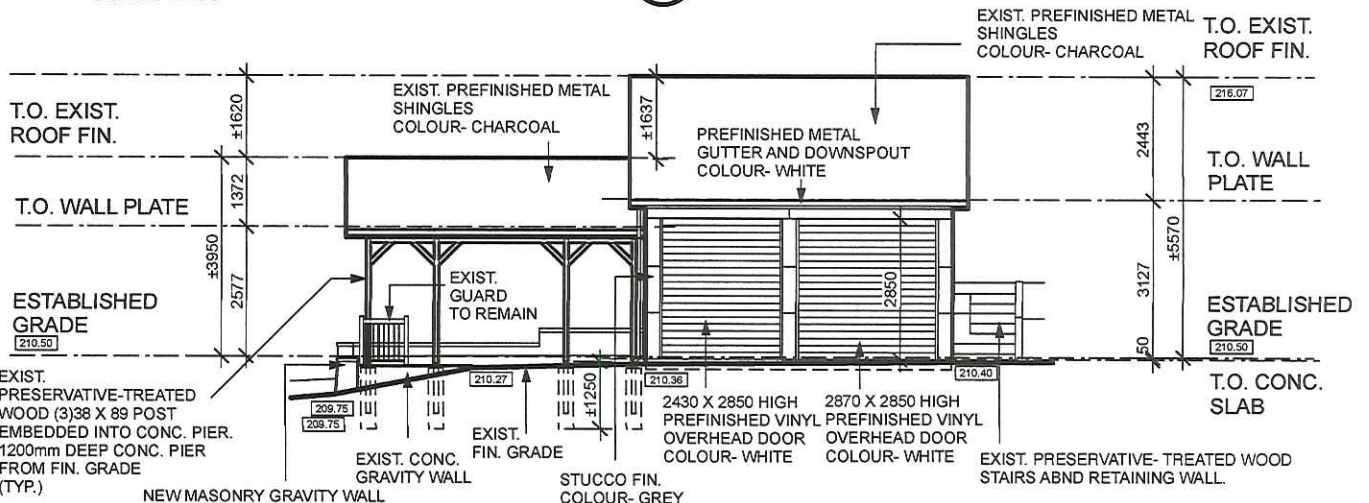 EXIST. PREFINISHED METAL
SHINGLES
COLOUR- CHARCOAL
T.O. EXIST.
ROOF FIN.
216.07
EXIST. PREFINISHED METAL
SHINGLES
COLOUR- CHARCOAL
T.O. EXIST.
ROOF FIN.
±1620
±1637
PREFINISHED METAL
GUTTER AND DOWNSPOUT
COLOUR- WHITE
2443
T.O. WALL
PLATE
T.O. WALL PLATE
1372
±3950
2577
±5570
3127
2850
50
EXIST.
GUARD
TO REMAIN
ESTABLISHED
GRADE
210.50
ESTABLISHED
GRADE
210.50
T.O. CONC.
SLAB
EXIST.
PRESERVATIVE-TREATED
WOOD (3)38 X 89 POST
EMBEDDED INTO CONC. PIER.
1200mm DEEP CONC. PIER
FROM FIN. GRADE
(TYP.)
209.75
209.75
210.27
±1250
210.36
210.40
NEW MASONRY GRAVITY WALL
EXIST. CONC.
GRAVITY WALL
EXIST.
FIN. GRADE
STUCCO FIN.
COLOUR- GREY
2430 X 2850 HIGH
PREFINISHED VINYL
OVERHEAD DOOR
COLOUR- WHITE
2870 X 2850 HIGH
PREFINISHED VINYL
OVERHEAD DOOR
COLOUR- WHITE
EXIST. PRESERVATIVE- TREATED WOOD
STAIRS ABND RETAINING WALL.